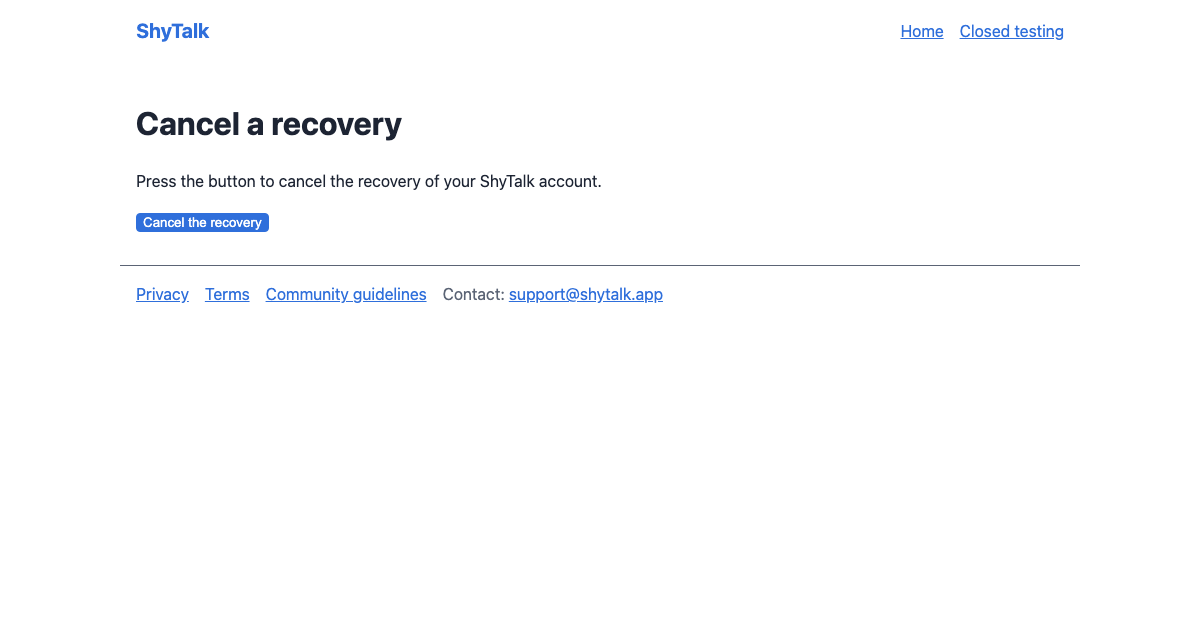 ShyTalk
Home Closed testing
Cancel a recovery
Press the button to cancel the recovery of your ShyTalk account.
Cancel the recovery
Privacy Terms Community guidelines Contact: support@shytalk.app